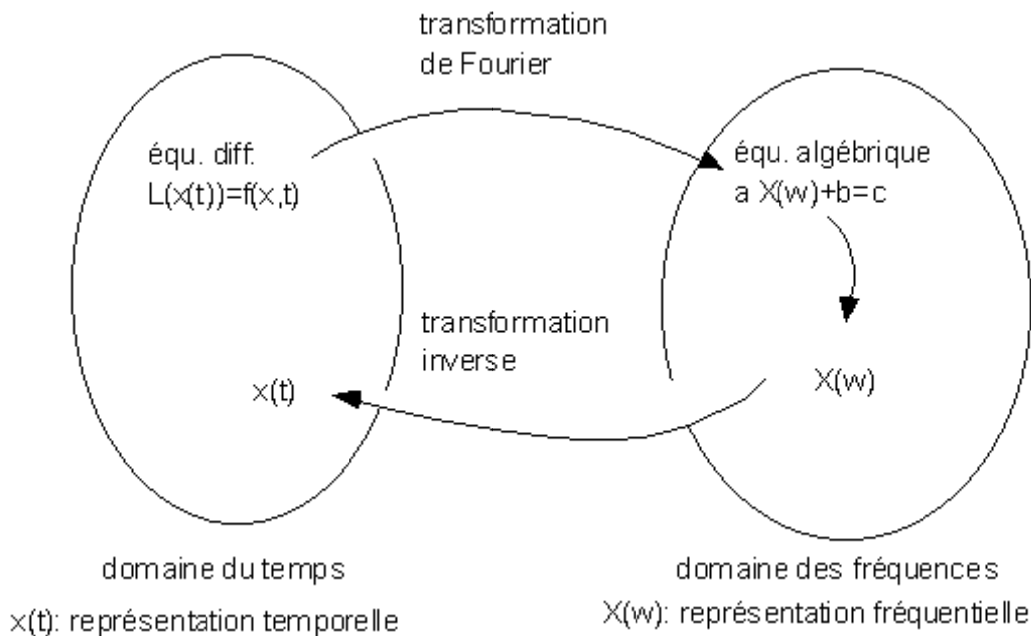 transformation
de Fourier
équ. diff.
L(x(t))=f(x,t)
équ. algébrique
a X(w)+b=c
transformation
inverse
x(t)
X(w)
domaine du temps
x(t): représentation temporelle
domaine des fréquences
X(w): représentation fréquentielle